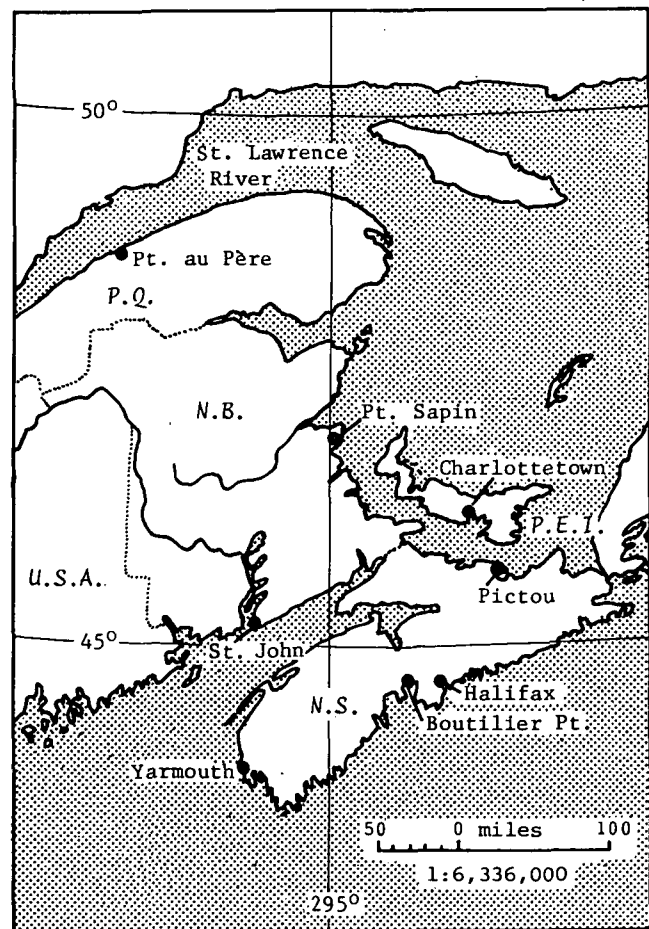 50°
St. Lawrence
River
Pt. au Père
P.Q.
N.B.
Pt. Sapin
Charlottetown
P.E.I.
U.S.A.
Pictou
45°
St. John
N.S.
Halifax
Boutilier Pt.
Yarmouth
50 0 miles 100
1:6,336,000
295°